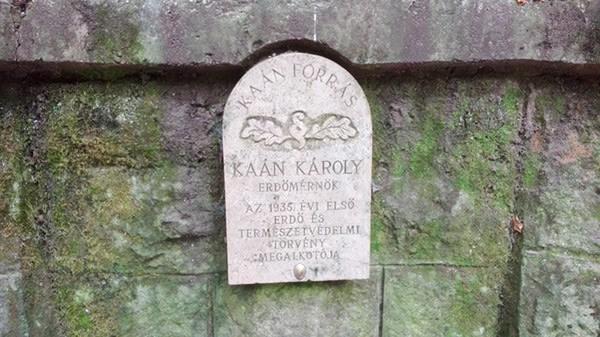 KAÁN FORRÁS
KAÁN KÁROLY
ERDŐMÉRNÖK
AZ 1935. ÉVI ELSŐ
ERDŐ ÉS
TERMÉSZETVÉDELMI
TÖRVÉNY
MEGALKOTÓJA